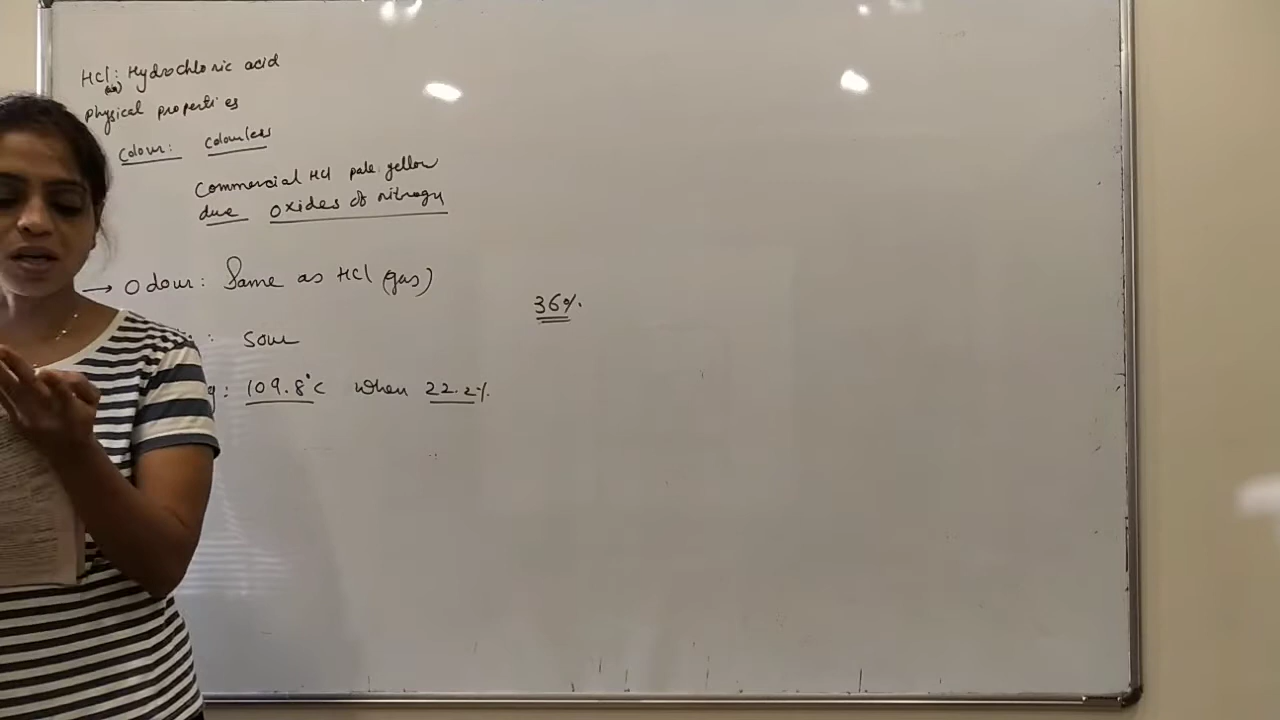 HCl: Hydrochloric acid
Physical properties
Colour: Colourless
Commercial HCl pale yellow
due oxides of nitrogen
→ Odour: Same as HCl (gas)
36%.
: Sour
g: 109.8°C when 22.2%.